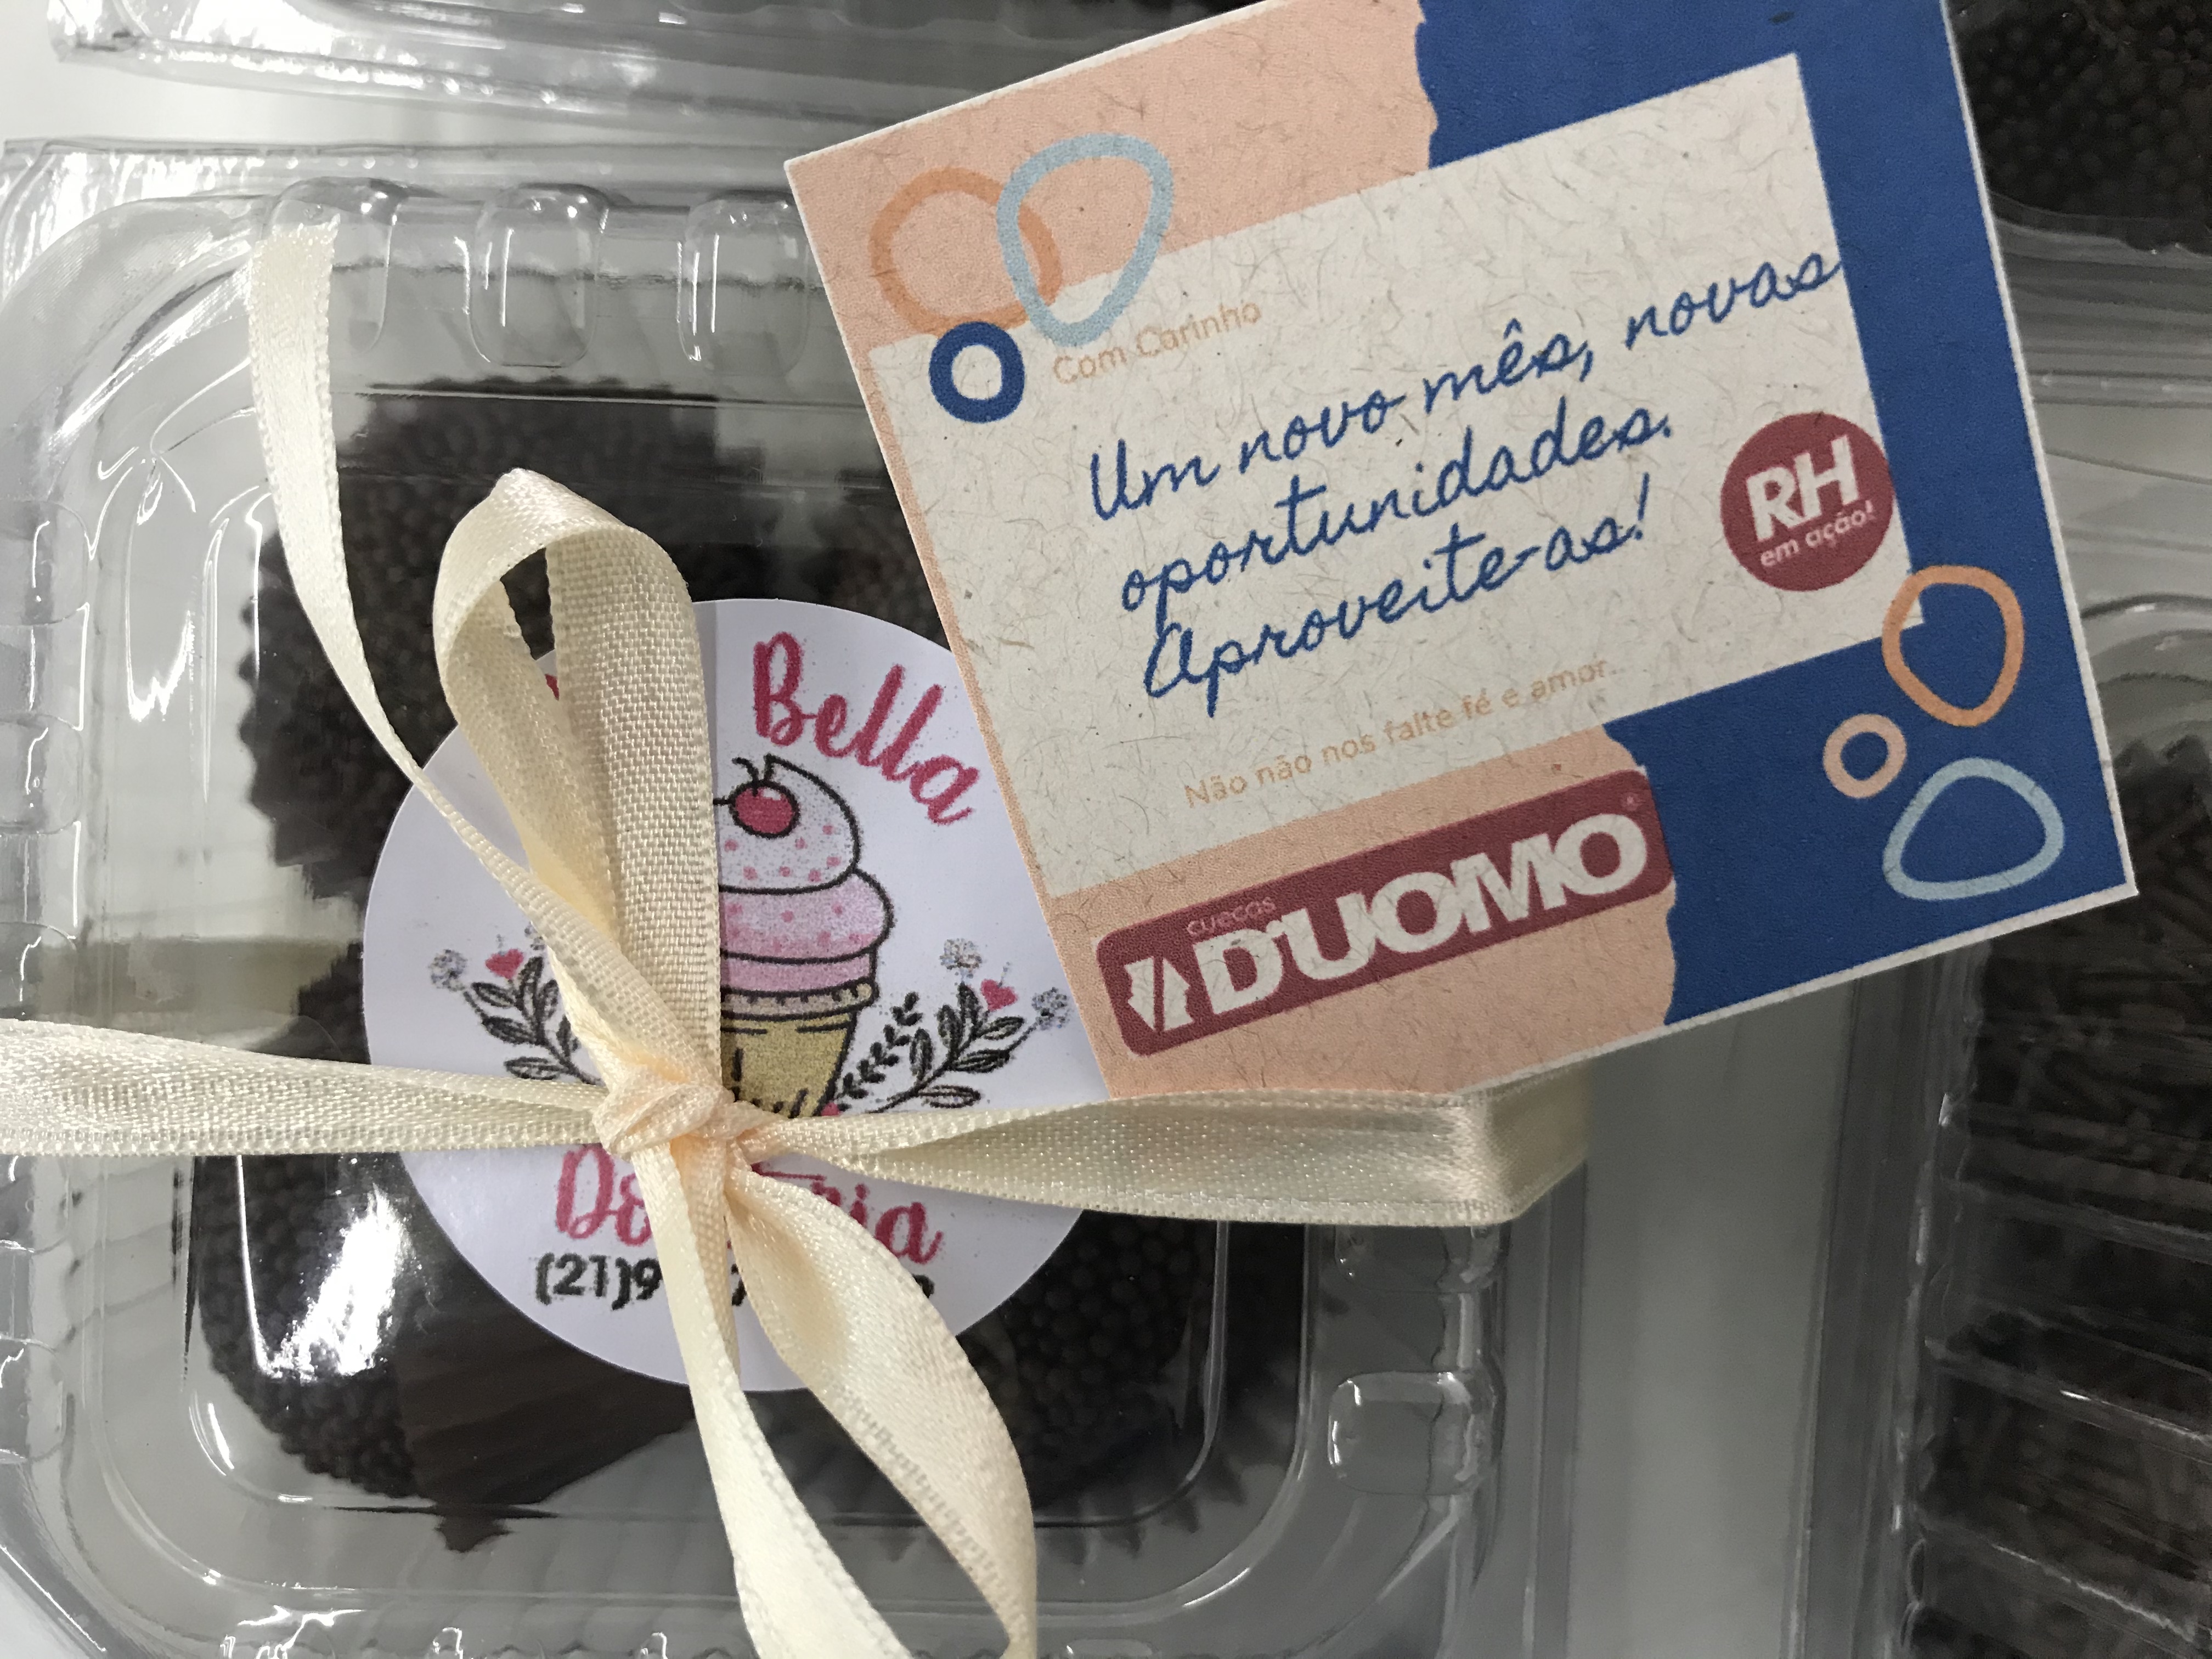 Com Carinho
Um novo mês, novas
oportunidades.
Aproveite-as!
RH
em ação!
Não não nos falte fé e amor...
cuecas
D'UOMO
Bella
(21)9